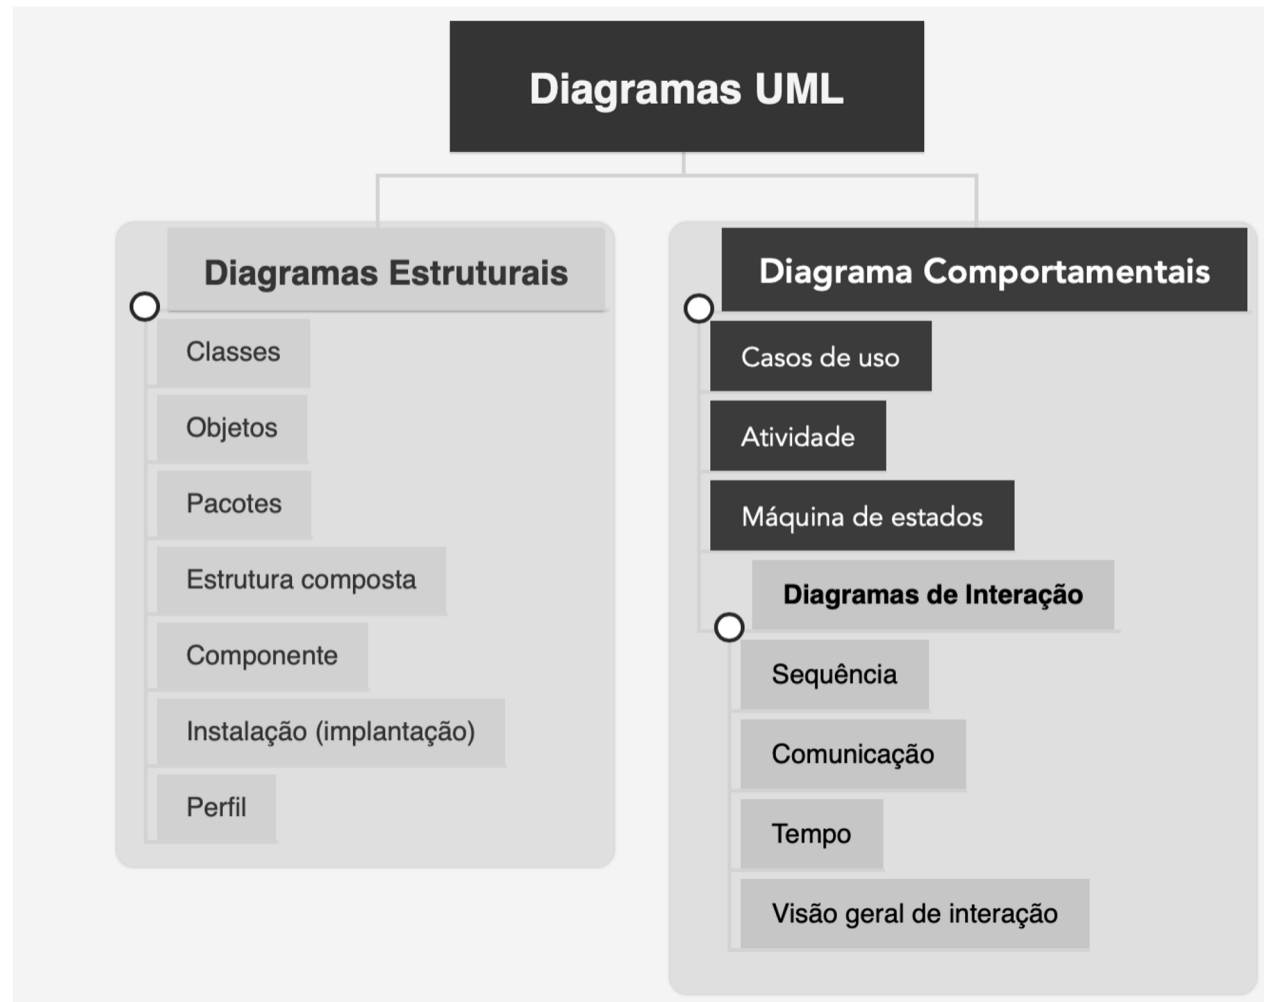 Diagramas UML
Diagramas Estruturais
Classes
Objetos
Pacotes
Estrutura composta
Componente
Instalação (implantação)
Perfil
Diagrama Comportamentais
Casos de uso
Atividade
Máquina de estados
Diagramas de Interação
Sequência
Comunicação
Tempo
Visão geral de interação